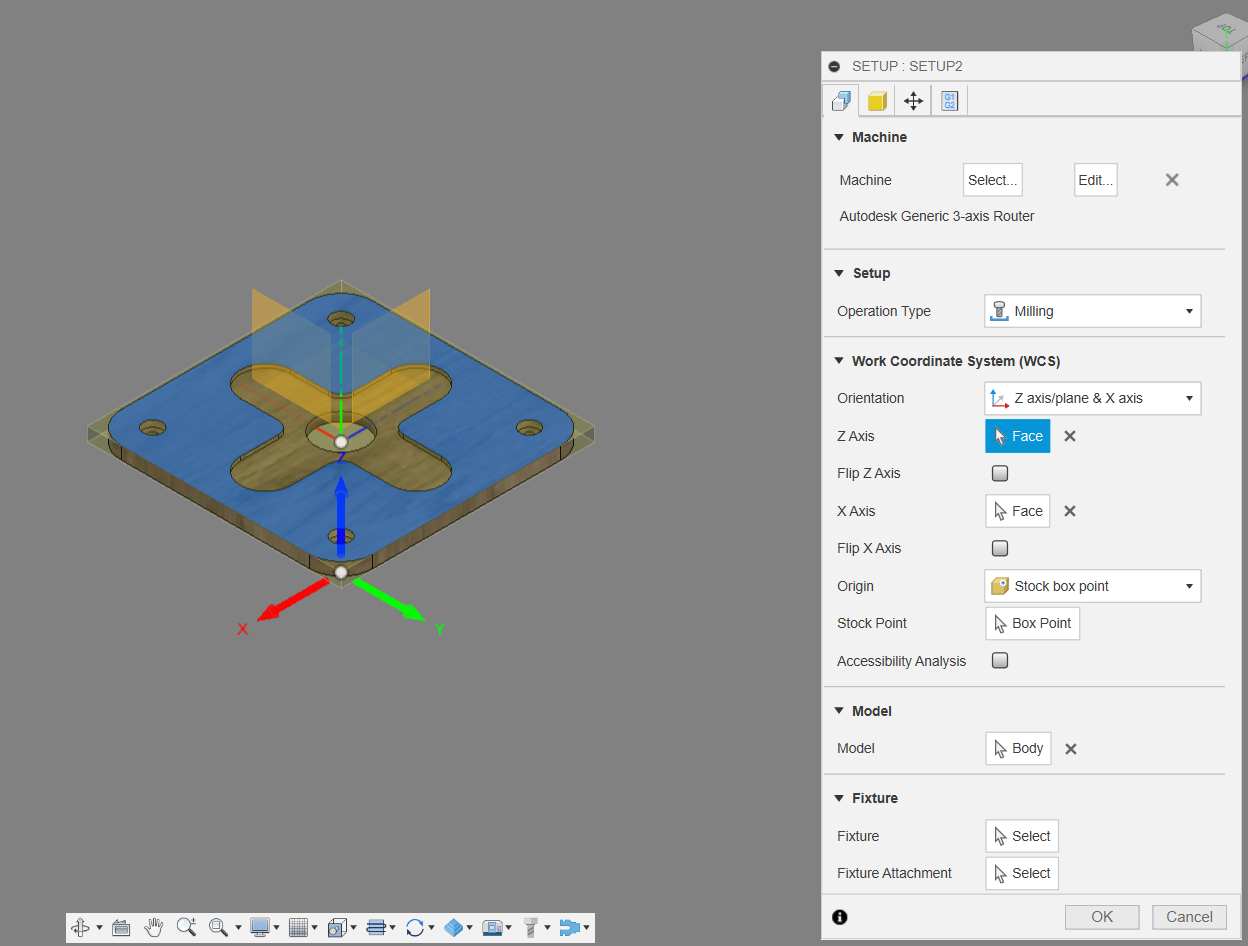 TOP
SETUP : SETUP2
G1
G2
Machine
Machine Select... Edit...
Autodesk Generic 3-axis Router
Setup
Operation Type Milling
Work Coordinate System (WCS)
Orientation Z axis/plane & X axis
Z Axis Face
Flip Z Axis
X Axis Face
Flip X Axis
Origin Stock box point
Stock Point Box Point
Accessibility Analysis
Model
Model Body
Fixture
Fixture Select
Fixture Attachment Select
OK Cancel
Z
X
Y